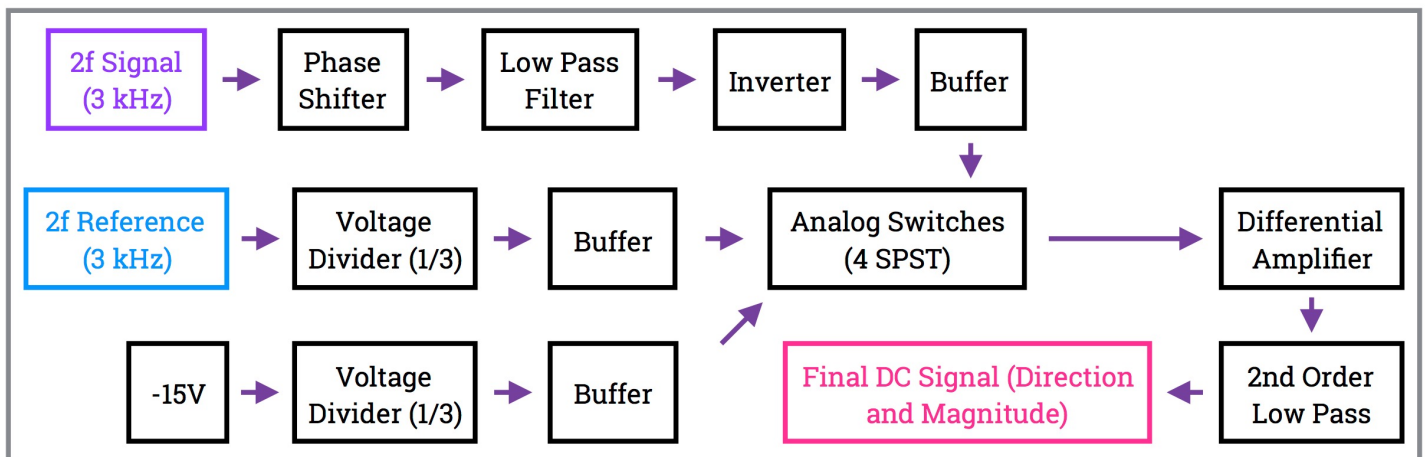 2f Signal
(3 kHz)
Phase
Shifter
Low Pass
Filter
Inverter
Buffer
2f Reference
(3 kHz)
Voltage
Divider (1/3)
Buffer
Analog Switches
(4 SPST)
Differential
Amplifier
-15V
Voltage
Divider (1/3)
Buffer
Final DC Signal (Direction
and Magnitude)
2nd Order
Low Pass